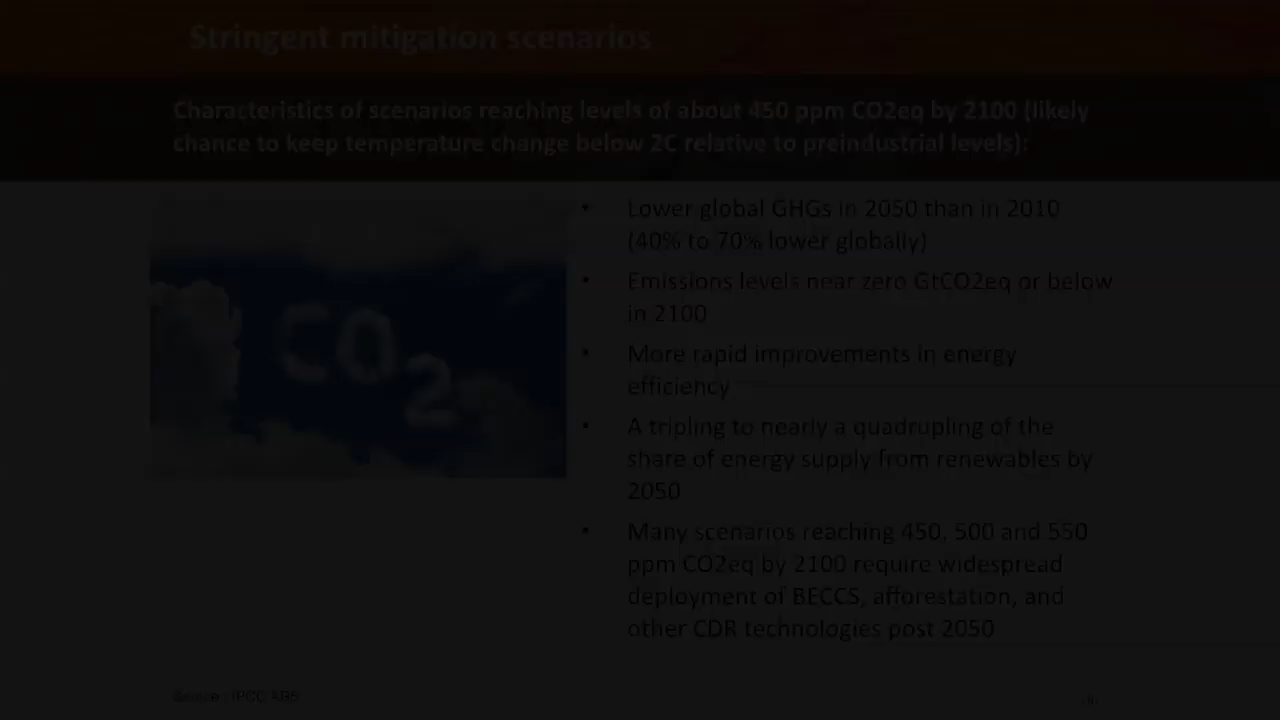 Stringent mitigation scenarios
Characteristics of scenarios reaching levels of about 450 ppm CO2eq by 2100 (likely
chance to keep temperature change below 2C relative to preindustrial levels):
• Lower global GHGs in 2050 than in 2010
(40% to 70% lower globally)
• Emissions levels near zero GtCO2eq or below
in 2100
• More rapid improvements in energy
efficiency
• A tripling to nearly a quadrupling of the
share of energy supply from renewables by
2050
• Many scenarios reaching 450, 500 and 550
ppm CO2eq by 2100 require widespread
deployment of BECCS, afforestation, and
other CDR technologies post 2050
CO2
Source: IPCC AR5